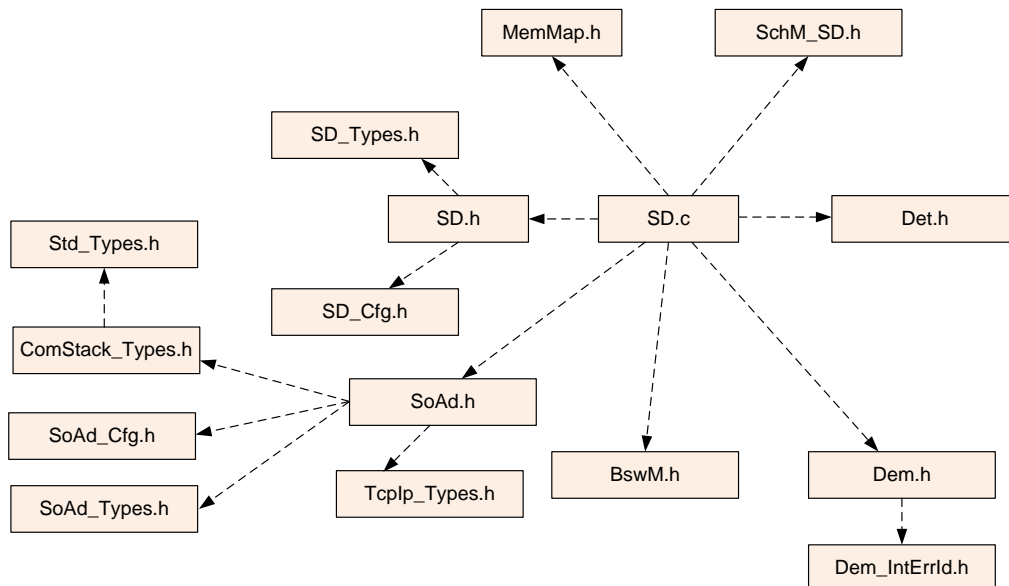 MemMap.h
SchM_SD.h
SD_Types.h
SD.h
SD.c
Det.h
Std_Types.h
SD_Cfg.h
ComStack_Types.h
SoAd.h
SoAd_Cfg.h
BswM.h
Dem.h
TcpIp_Types.h
SoAd_Types.h
Dem_IntErrId.h